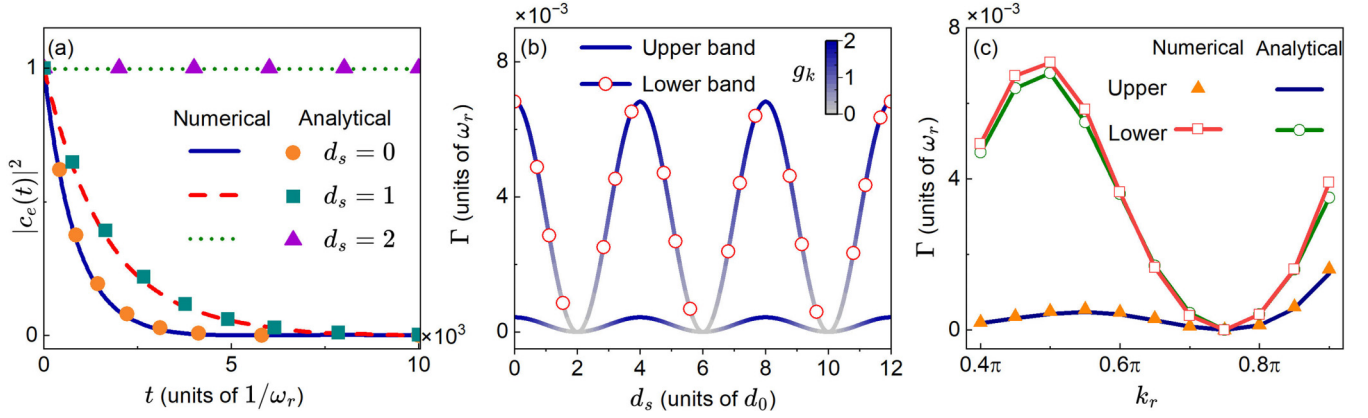 (a)
|c_e(t)|^2
1
0
Numerical Analytical
d_s = 0
d_s = 1
d_s = 2
0 5 10
×10^3
t (units of 1/ω_r)
×10^−3
(b)
Upper band
Lower band
g_k
2
0
Γ (units of ω_r)
8
4
0
0 2 4 6 8 10 12
d_s (units of d_0)
×10^−3
(c)
Numerical Analytical
Upper
Lower
Γ (units of ω_r)
8
4
0
0.4π 0.6π 0.8π
k_r